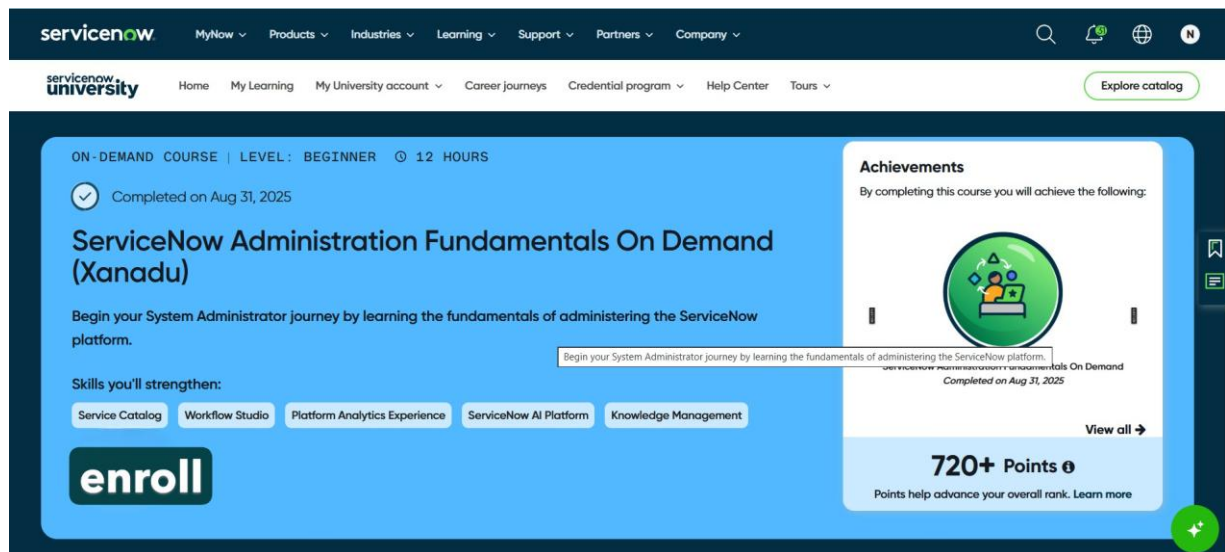 servicenow MyNow Products Industries Learning Support Partners Company N
servicenow
university Home My Learning My University account Career journeys Credential program Help Center Tours Explore catalog
ON-DEMAND COURSE | LEVEL: BEGINNER 12 HOURS
Completed on Aug 31, 2025
ServiceNow Administration Fundamentals On Demand
(Xanadu)
Begin your System Administrator journey by learning the fundamentals of administering the ServiceNow
platform.
Skills you'll strengthen:
Service Catalog Workflow Studio Platform Analytics Experience ServiceNow AI Platform Knowledge Management
enroll
Achievements
By completing this course you will achieve the following:
Begin your System Administrator journey by learning the fundamentals of administering the ServiceNow platform.
ServiceNow Administration Fundamentals On Demand
Completed on Aug 31, 2025
View all →
720+ Points
Points help advance your overall rank. Learn more